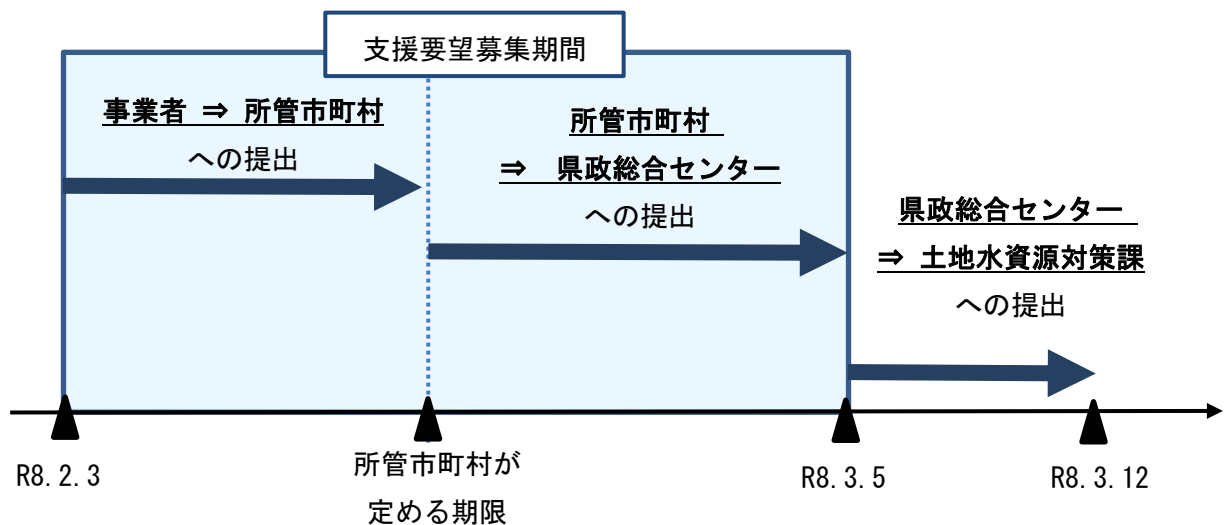 支援要望募集期間
事業者 ⇒ 所管市町村
への提出
所管市町村
⇒ 県政総合センター
への提出
県政総合センター
⇒ 土地水資源対策課
への提出
R8.2.3
所管市町村が
定める期限
R8.3.5
R8.3.12